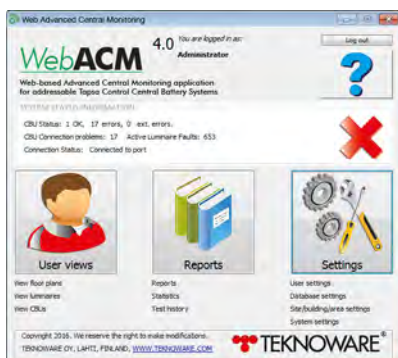 Web Advanced Central Monitoring
WebACM 4.0
You are logged in as:
Administrator
Log out
Web-based Advanced Central Monitoring application
for addressable Tapsa Control Central Battery Systems
SYSTEM STATUS INFORMATION
CBU Status: 1 OK, 17 errors, 0 ext. errors.
CBU Connection problems: 17 Active Luminaire Faults: 653
Connection Status: Connected to port
User views
Reports
Settings
View floor plans
Reports
User settings
View luminaires
Statistics
Database settings
View CBUs
Test history
Site/building/area settings
System settings
Copyright 2016. We reserve the right to make modifications.
TEKNOWARE OY, LAHTI, FINLAND, WWW.TEKNOWARE.COM
TEKNOWARE